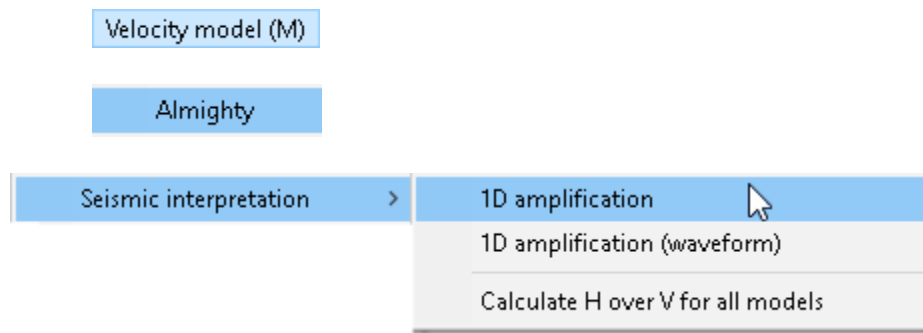 Velocity model (M)
Almighty
Seismic interpretation > 1D amplification
1D amplification (waveform)
Calculate H over V for all models